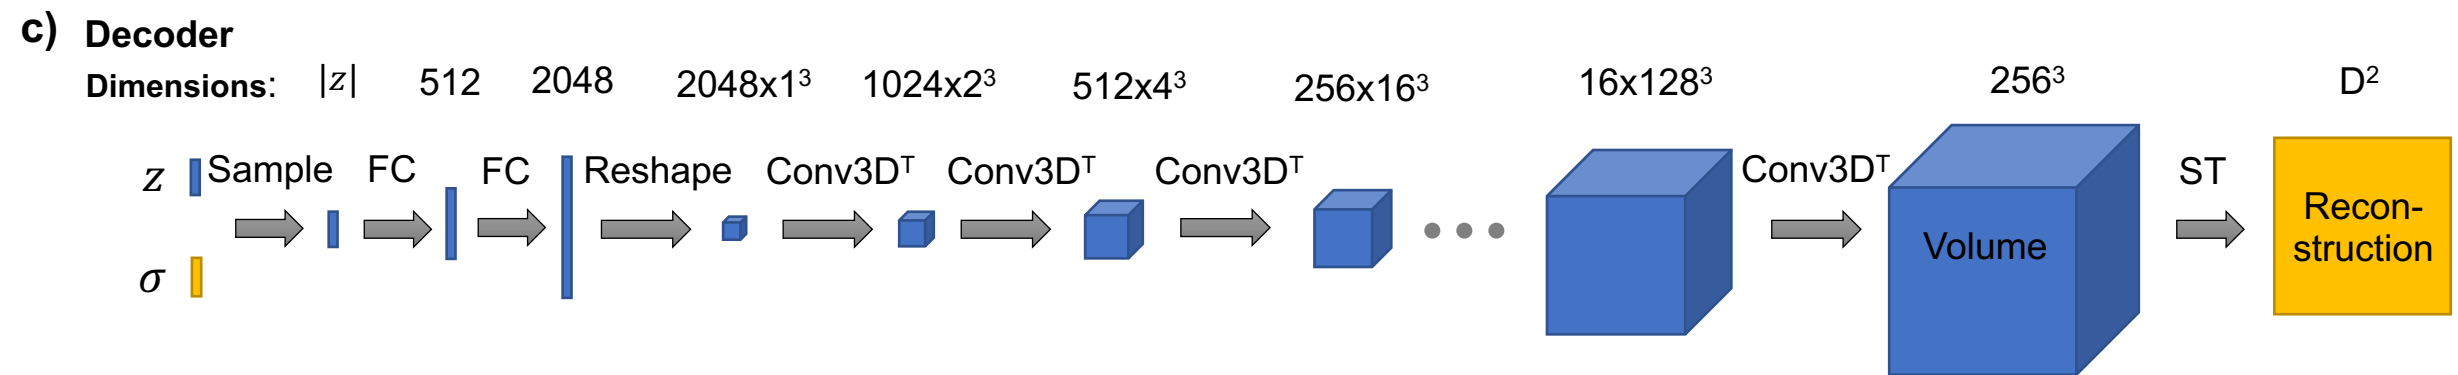 c) Decoder
Dimensions: |z| 512 2048 2048x1³ 1024x2³ 512x4³ 256x16³ 16x128³ 256³ D²
z Sample FC FC Reshape Conv3Dᵀ Conv3Dᵀ Conv3Dᵀ Conv3Dᵀ ST
σ
Volume
Recon-
struction